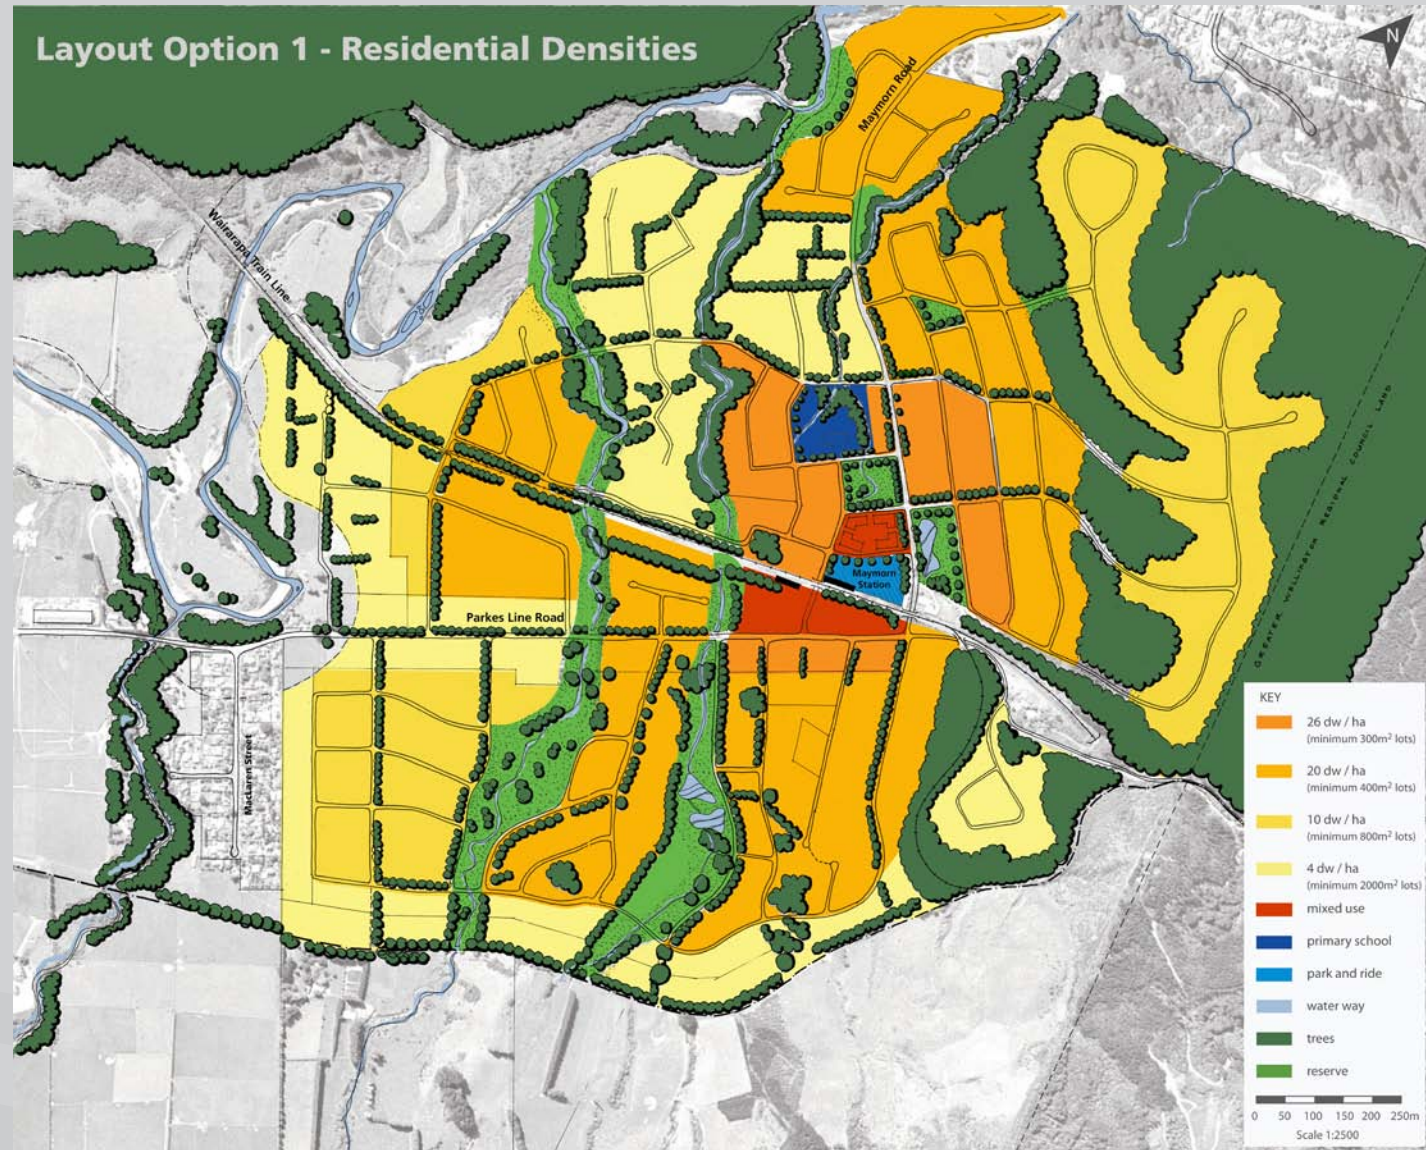 Layout Option 1 - Residential Densities
N
Maymorn Road
Wairarapa Train Line
Maymorn
Station
Parkes Line Road
MacLaren Street
GREATER WELLINGTON REGIONAL COUNCIL LAND
KEY
26 dw / ha
(minimum 300m² lots)
20 dw / ha
(minimum 400m² lots)
10 dw / ha
(minimum 800m² lots)
4 dw / ha
(minimum 2000m² lots)
mixed use
primary school
park and ride
water way
trees
reserve
0 50 100 150 200 250m
Scale 1:2500